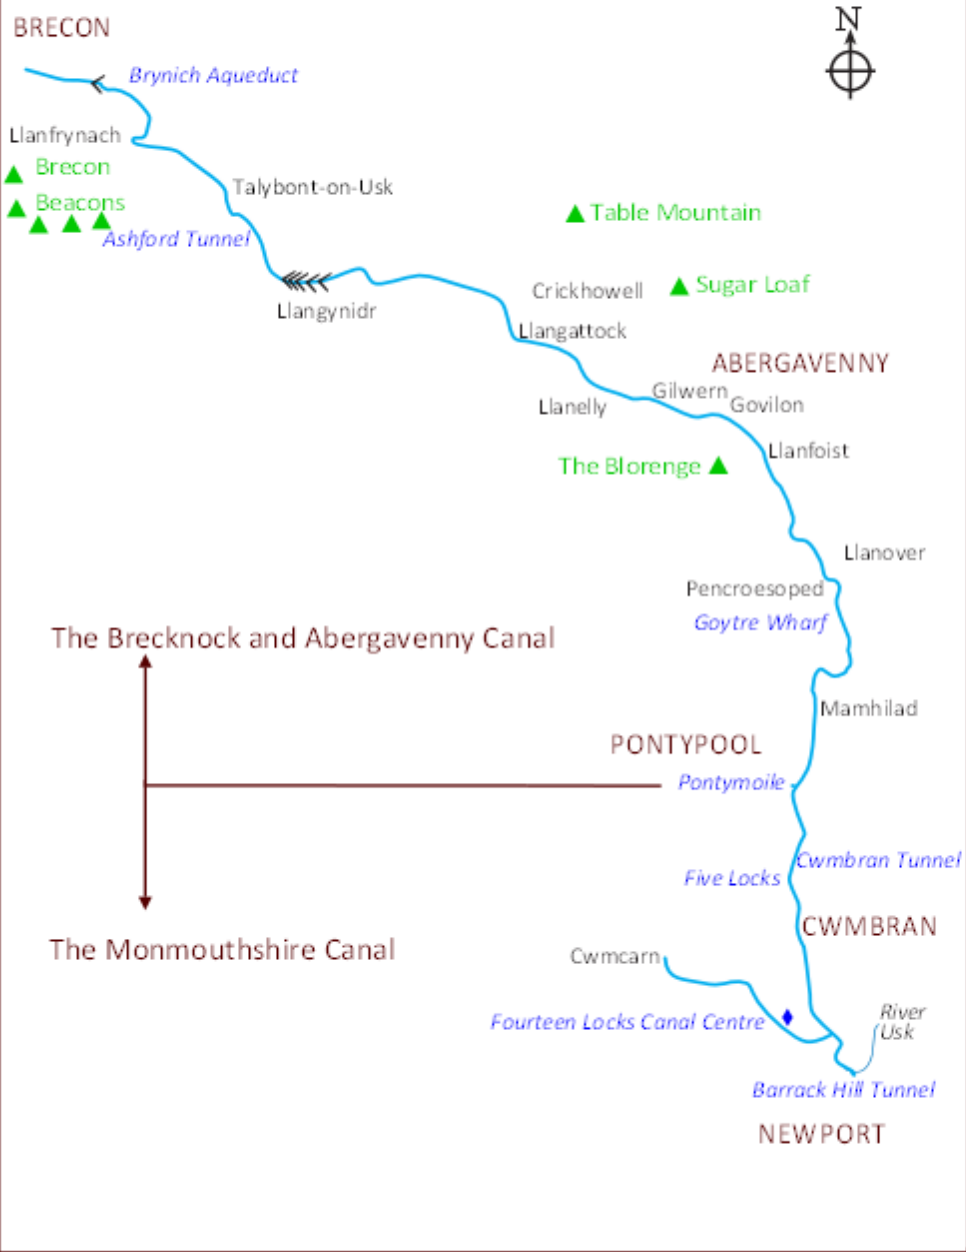 N
BRECON
Brynich Aqueduct
Llanfrynach
Brecon
Beacons
Talybont-on-Usk
Ashford Tunnel
Table Mountain
Sugar Loaf
Crickhowell
Llangynidr
Llangattock
ABERGAVENNY
Gilwern
Govilon
Llanelly
Llanfoist
The Blorenge
Llanover
Pencroesoped
Goytre Wharf
The Brecknock and Abergavenny Canal
Mamhilad
PONTYPOOL
Pontymoile
Cwmbran Tunnel
Five Locks
CWMBRAN
The Monmouthshire Canal
Cwmcarn
Fourteen Locks Canal Centre
River
Usk
Barrack Hill Tunnel
NEWPORT